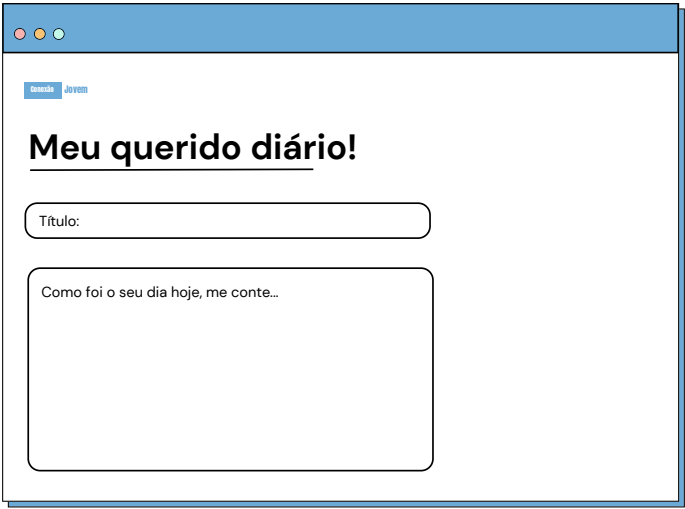 Conexão Jovem
Meu querido diário!
Título:
Como foi o seu dia hoje, me conte...